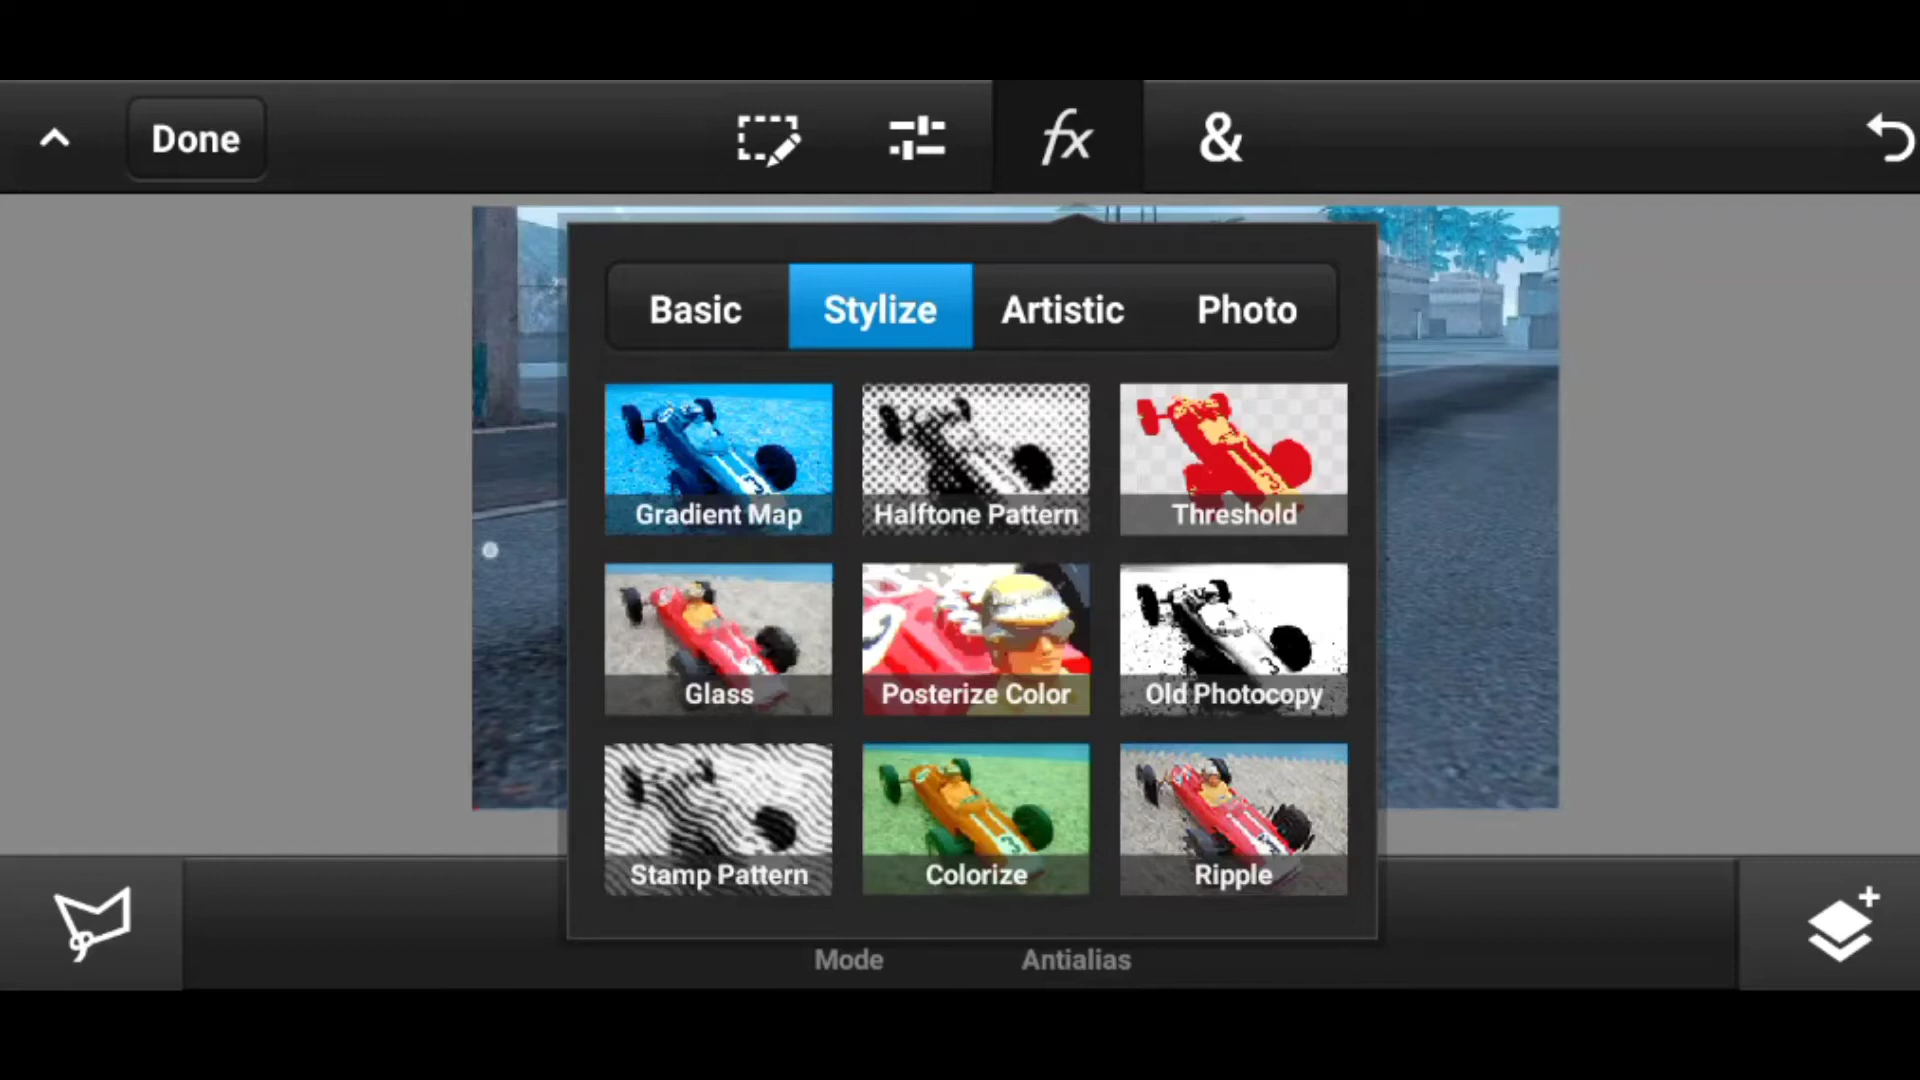 Done fx &
Basic Stylize Artistic Photo
Gradient Map Halftone Pattern Threshold
Glass Posterize Color Old Photocopy
Stamp Pattern Colorize Ripple
Mode Antialias